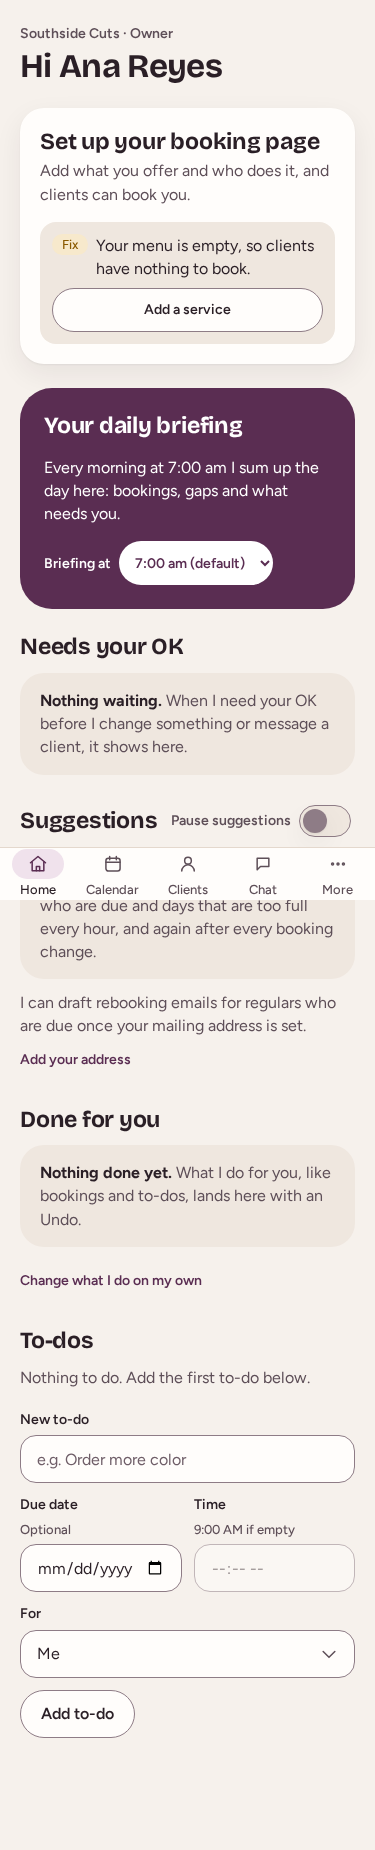 Southside Cuts · Owner
Hi Ana Reyes
Set up your booking page
Add what you offer and who does it, and
clients can book you.
Fix
Your menu is empty, so clients
have nothing to book.
Add a service
Your daily briefing
Every morning at 7:00 am I sum up the
day here: bookings, gaps and what
needs you.
Briefing at
7:00 am (default)
Needs your OK
Nothing waiting. When I need your OK
before I change something or message a
client, it shows here.
Suggestions
Pause suggestions
Home
Calendar
Clients
Chat
More
who are due and days that are too full
every hour, and again after every booking
change.
I can draft rebooking emails for regulars who
are due once your mailing address is set.
Add your address
Done for you
Nothing done yet. What I do for you, like
bookings and to-dos, lands here with an
Undo.
Change what I do on my own
To-dos
Nothing to do. Add the first to-do below.
New to-do
e.g. Order more color
Due date
Time
Optional
9:00 AM if empty
mm/dd/yyyy
--:-- --
For
Me
Add to-do